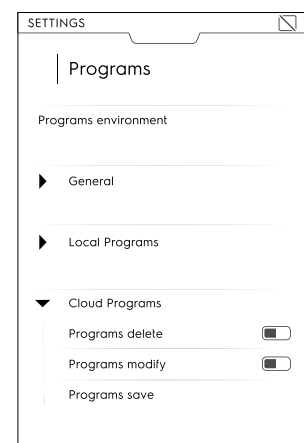 SETTINGS
Programs
Programs environment
General
Local Programs
Cloud Programs
Programs delete
Programs modify
Programs save